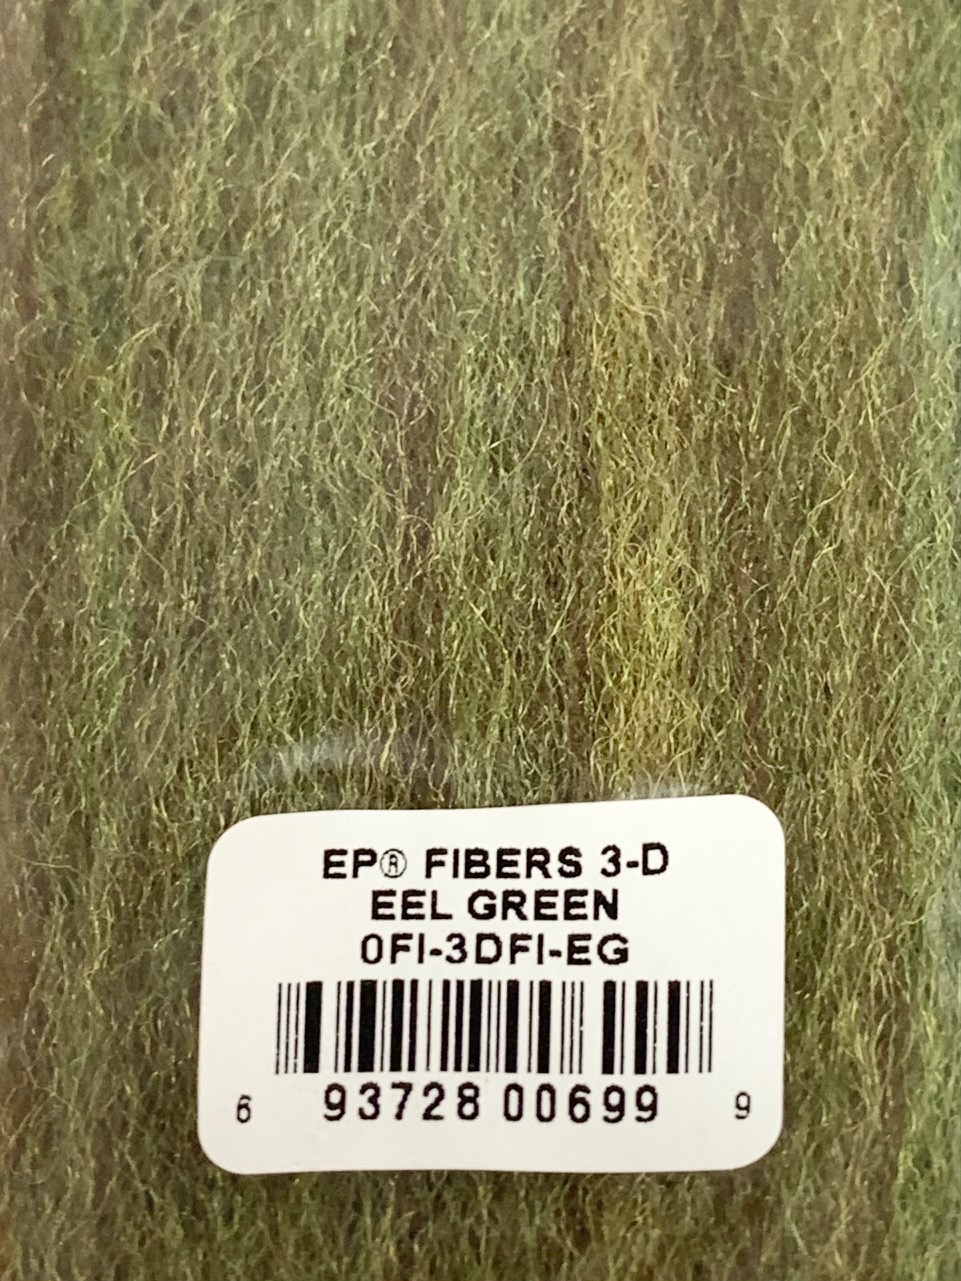 EP® FIBERS 3-D
EEL GREEN
0FI-3DFI-EG
6 93728 00699 9